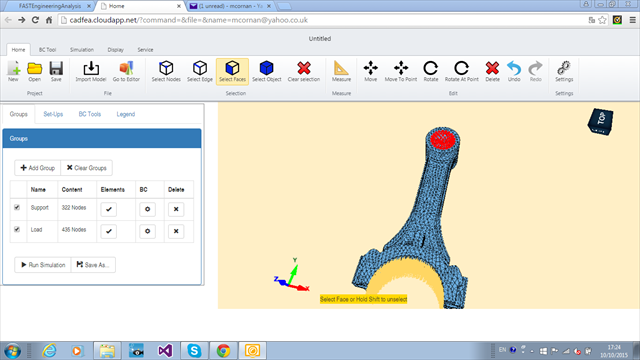 FASTEngineeringAnalysis
Home
(1 unread) - mcornan - Ya
cadfea.cloudapp.net/?command=&file=&name=mcornan@yahoo.co.uk
Untitled
Home BC Tool Simulation Display Service
New Open Save Import Model Go to Editor Select Nodes Select Edge Select Faces Select Object Clear selection Measure Move Move To Point Rotate Rotate At Point Delete Undo Redo Settings
Project File Selection Measure Edit Settings
Groups Set-Ups BC Tools Legend
Groups
Add Group Clear Groups
Name Content Elements BC Delete
Support 322 Nodes
Load 435 Nodes
Run Simulation Save As...
TOP
Y
Z
X
Select Face or Hold Shift to unselect
EN
17:24
10/10/2015